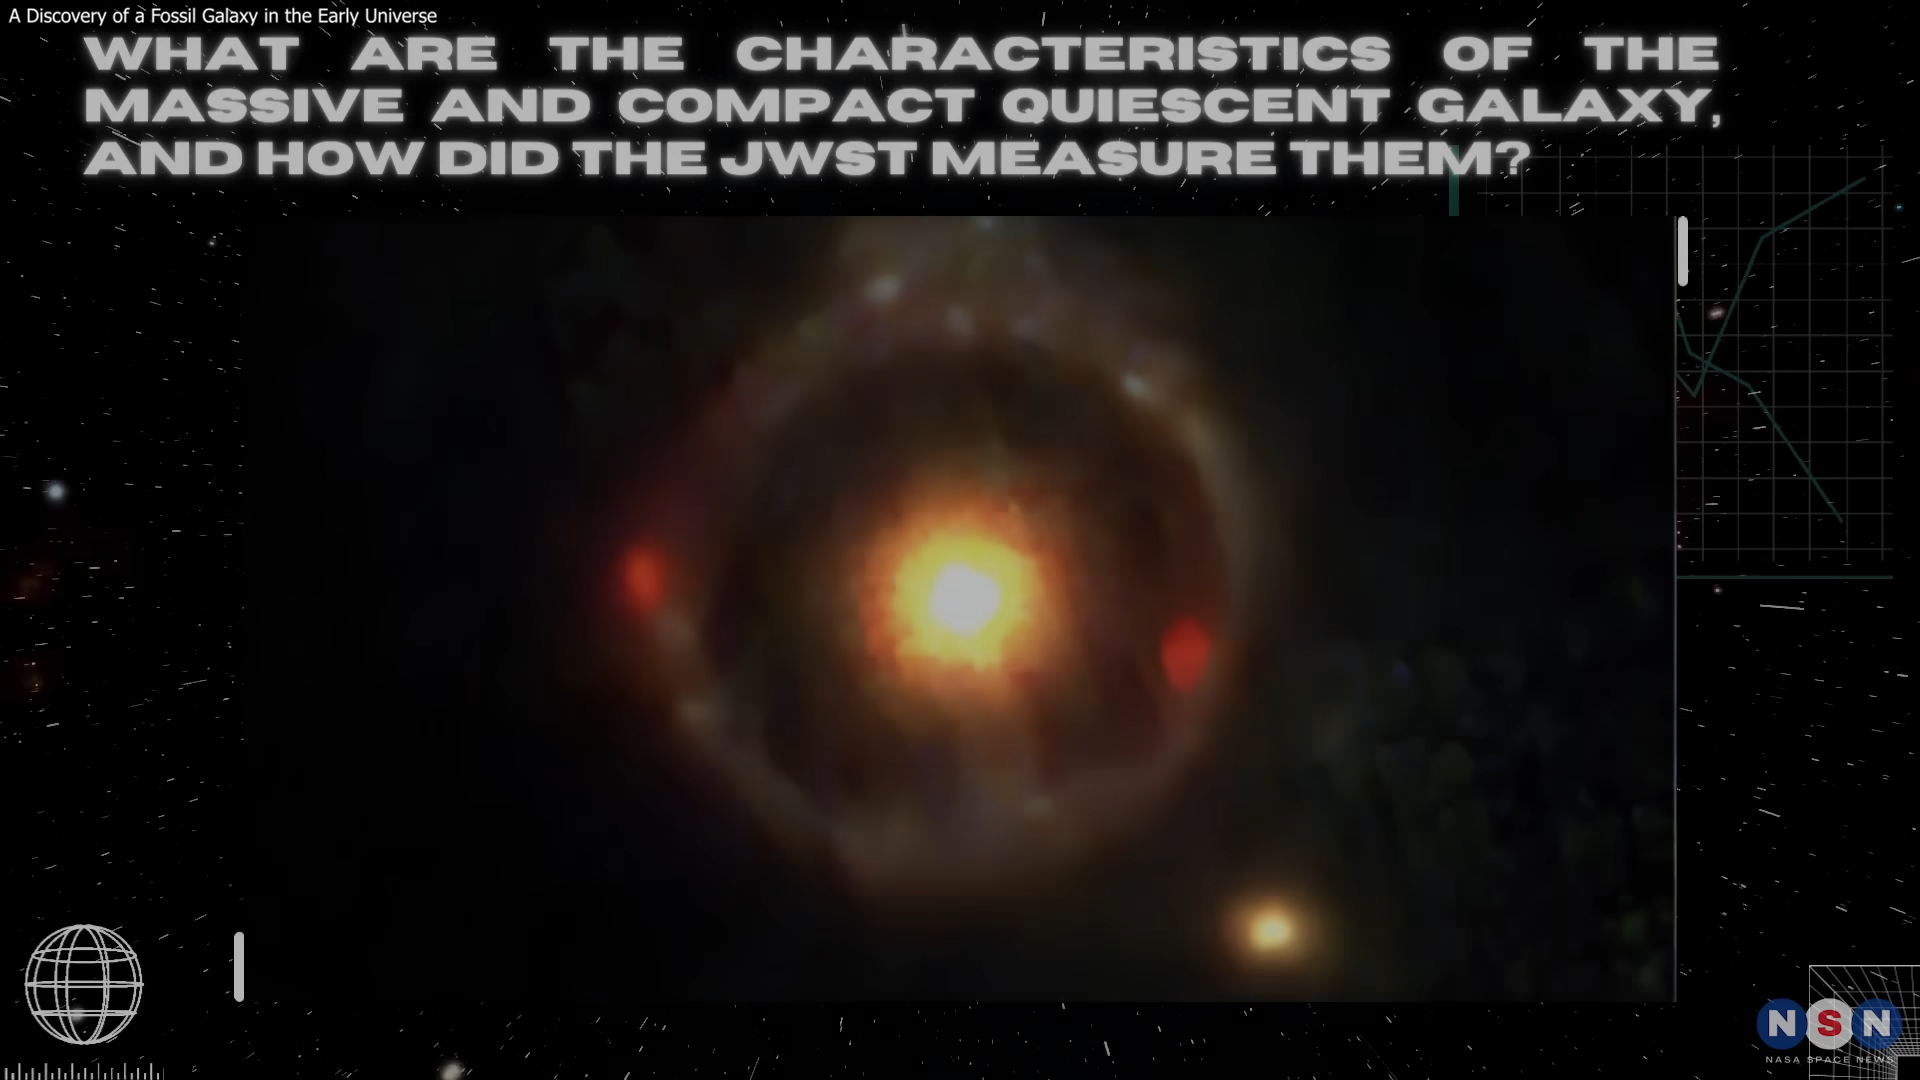 A Discovery of a Fossil Galaxy in the Early Universe
WHAT ARE THE CHARACTERISTICS OF THE
MASSIVE AND COMPACT QUIESCENT GALAXY,
AND HOW DID THE JWST MEASURE THEM?
NSN
NASA SPACE NEWS